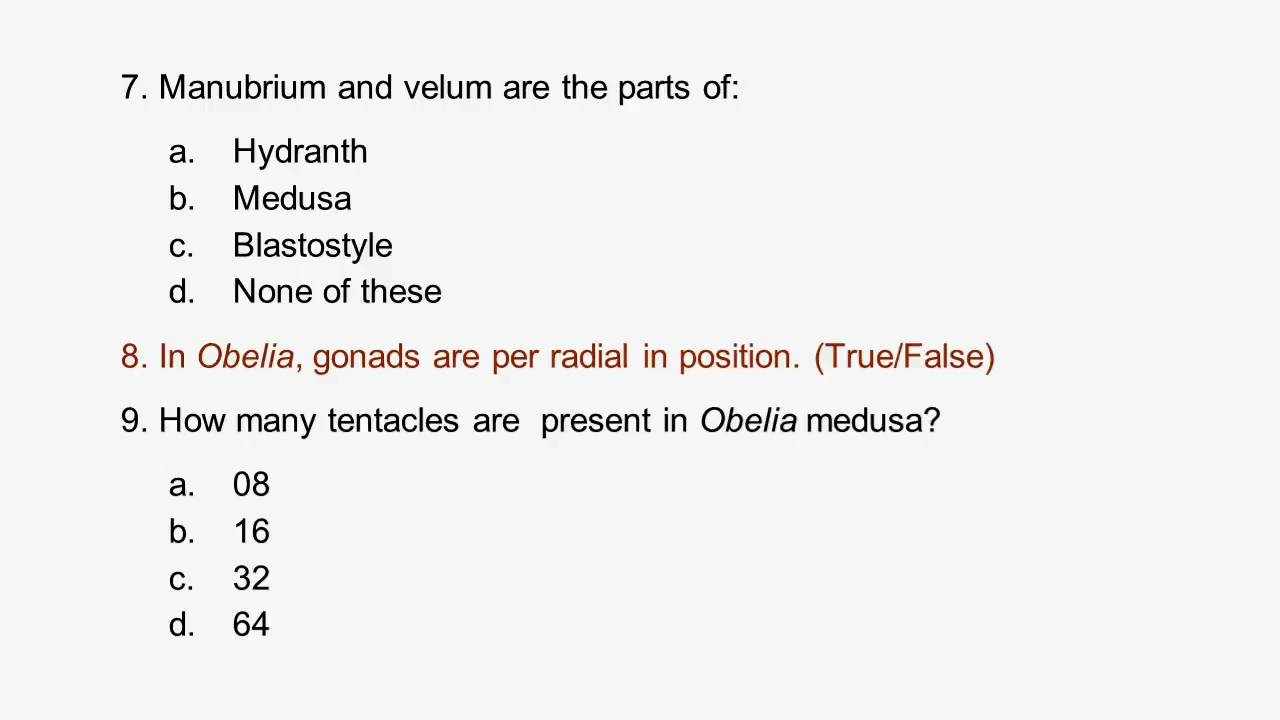 7. Manubrium and velum are the parts of:
a. Hydranth
b. Medusa
c. Blastostyle
d. None of these
8. In Obelia, gonads are per radial in position. (True/False)
9. How many tentacles are present in Obelia medusa?
a. 08
b. 16
c. 32
d. 64